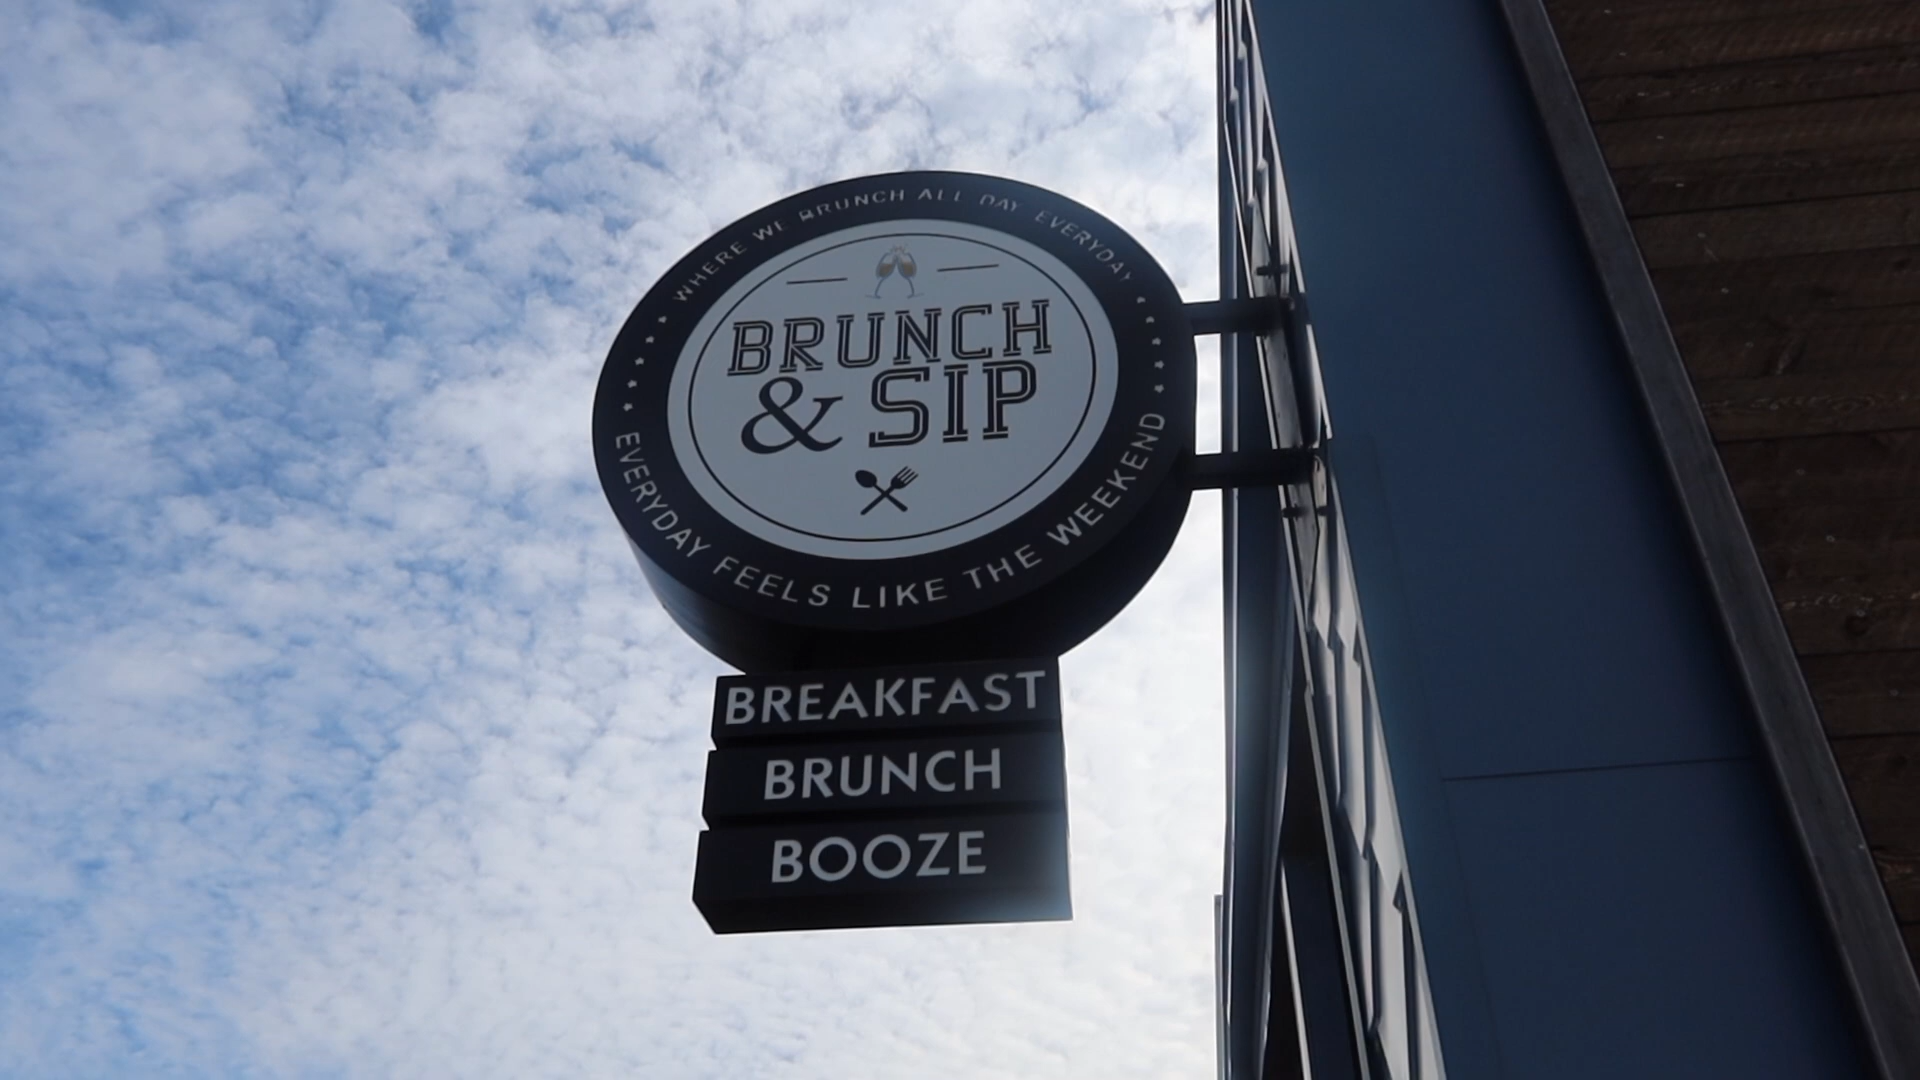 WHERE WE BRUNCH ALL DAY EVERYDAY
BRUNCH
& SIP
EVERYDAY FEELS LIKE THE WEEKEND
BREAKFAST
BRUNCH
BOOZE